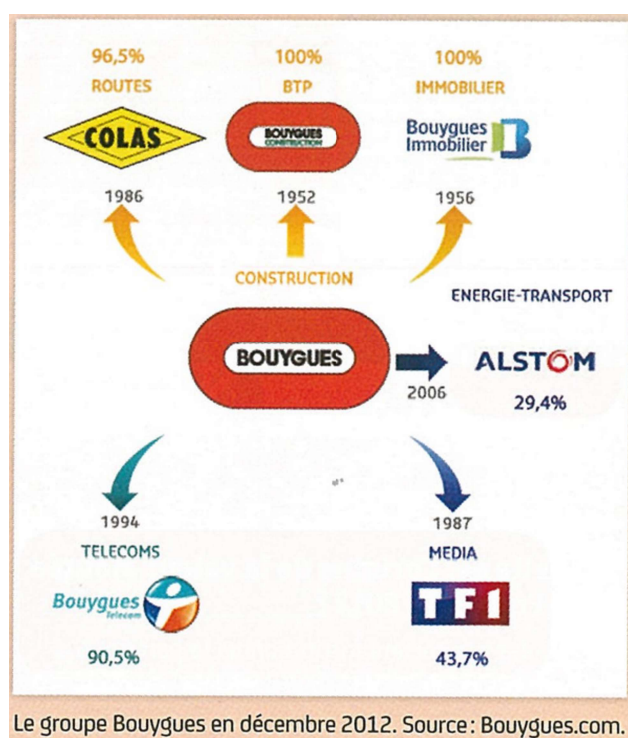 96,5%
ROUTES
COLAS
1986
100%
BTP
BOUYGUES
CONSTRUCTION
1952
100%
IMMOBILIER
Bouygues
Immobilier
1956
CONSTRUCTION
BOUYGUES
2006
ENERGIE-TRANSPORT
ALSTOM
29,4%
1994
TELECOMS
Bouygues
Telecom
90,5%
1987
MEDIA
TF1
43,7%
Le groupe Bouygues en décembre 2012. Source : Bouygues.com.